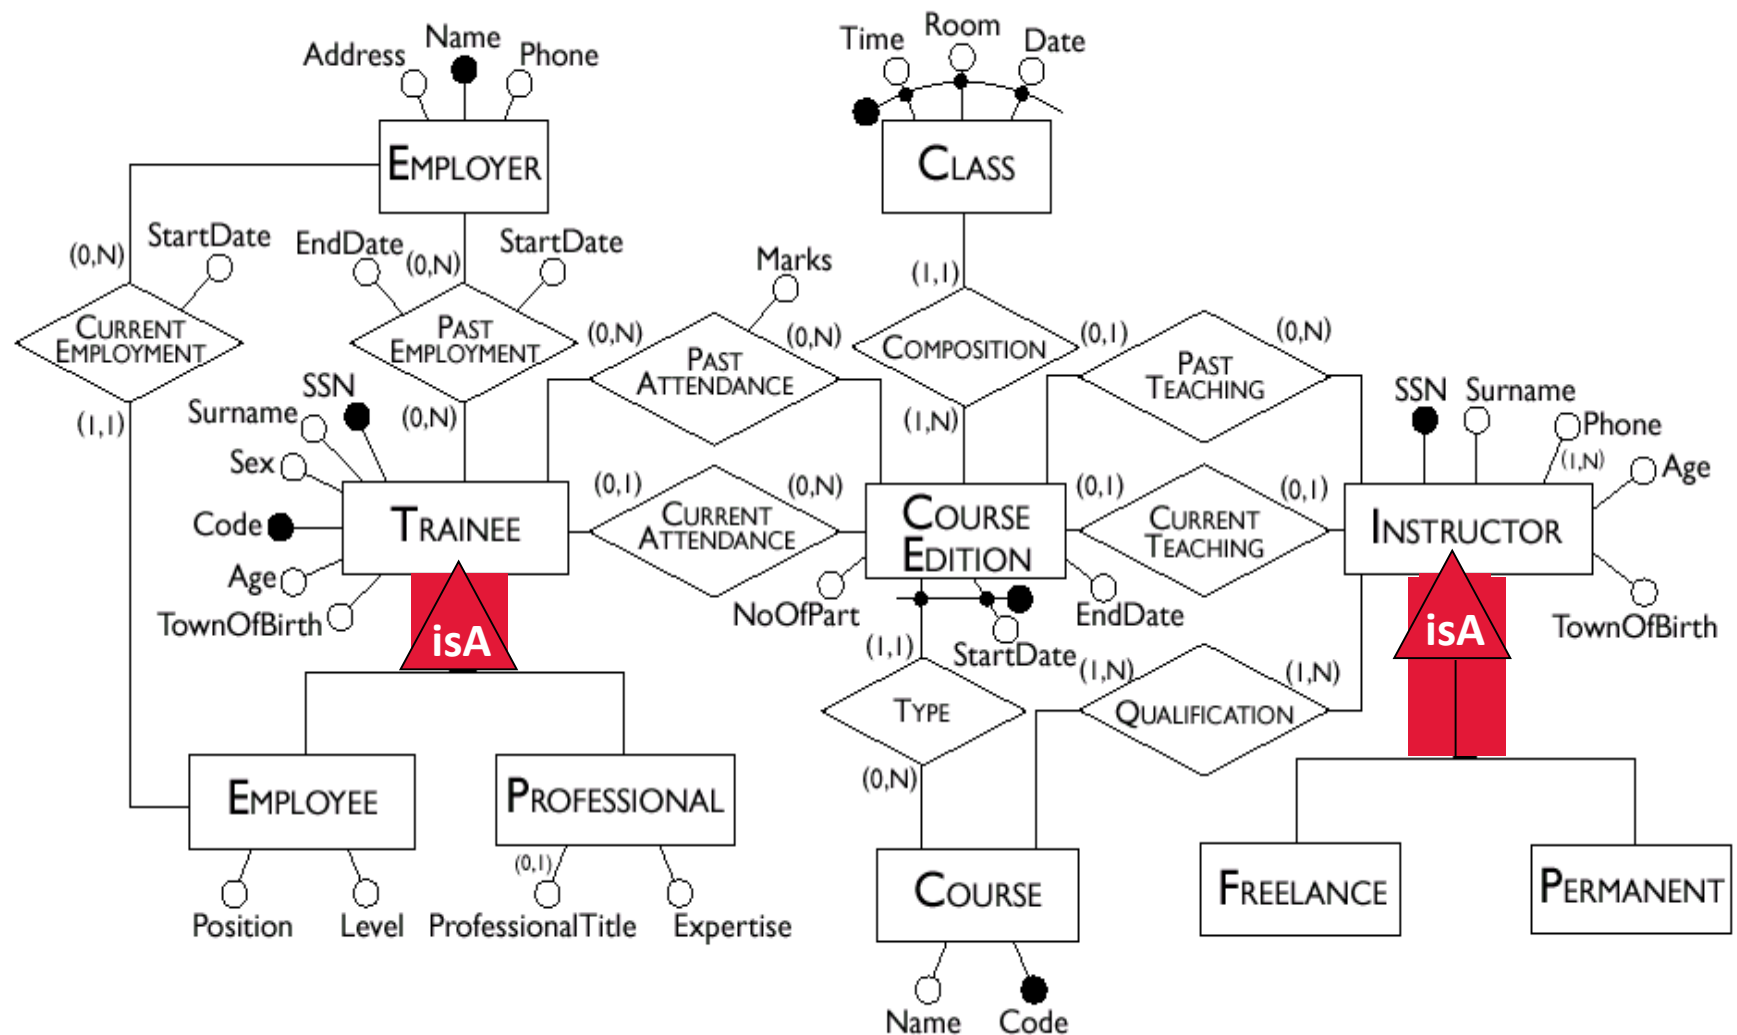 Name
Address
Phone
EMPLOYER
Time
Room
Date
CLASS
(0,N)
StartDate
EndDate
(0,N)
StartDate
Marks
(1,1)
CURRENT
EMPLOYMENT
PAST
EMPLOYMENT
(0,N)
PAST
ATTENDANCE
(0,N)
COMPOSITION
(0,1)
PAST
TEACHING
(0,N)
(1,1)
SSN
Surname
(0,N)
(1,N)
SSN
Surname
Phone
(1,N)
Age
Sex
Code
Age
TownOfBirth
TRAINEE
(0,1)
CURRENT
ATTENDANCE
(0,N)
COURSE
EDITION
(0,1)
CURRENT
TEACHING
(0,1)
INSTRUCTOR
NoOfPart
StartDate
EndDate
TownOfBirth
isA
isA
(1,1)
TYPE
(0,N)
(1,N)
QUALIFICATION
(1,N)
EMPLOYEE
PROFESSIONAL
Position
Level
(0,1)
ProfessionalTitle
Expertise
COURSE
Name
Code
FREELANCE
PERMANENT